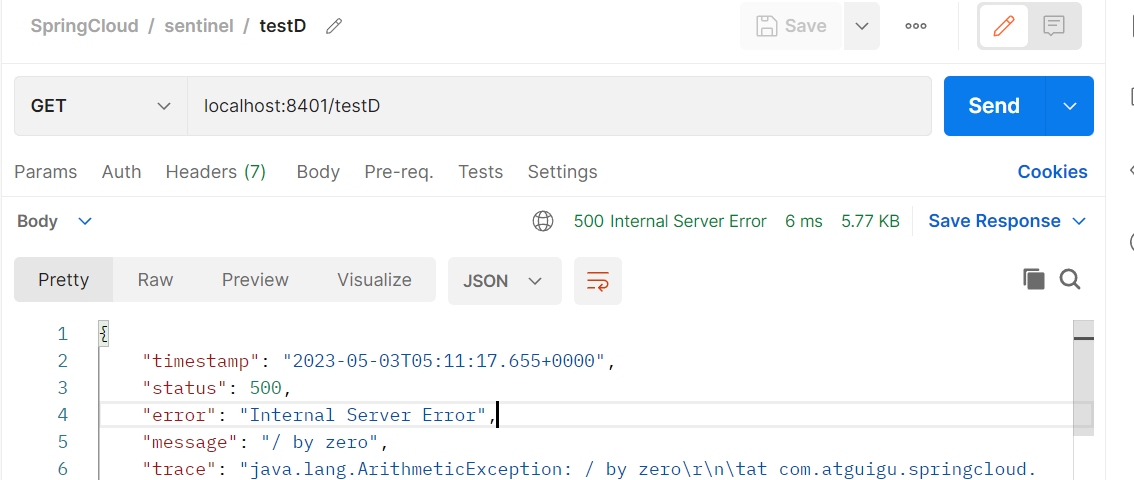 SpringCloud / sentinel / testD
Save
GET
localhost:8401/testD
Send
Params Auth Headers (7) Body Pre-req. Tests Settings Cookies
Body 500 Internal Server Error 6 ms 5.77 KB Save Response
Pretty Raw Preview Visualize JSON
1 {
2 "timestamp": "2023-05-03T05:11:17.655+0000",
3 "status": 500,
4 "error": "Internal Server Error",
5 "message": "/ by zero",
6 "trace": "java.lang.ArithmeticException: / by zero\r\n\tat com.atguigu.springcloud.